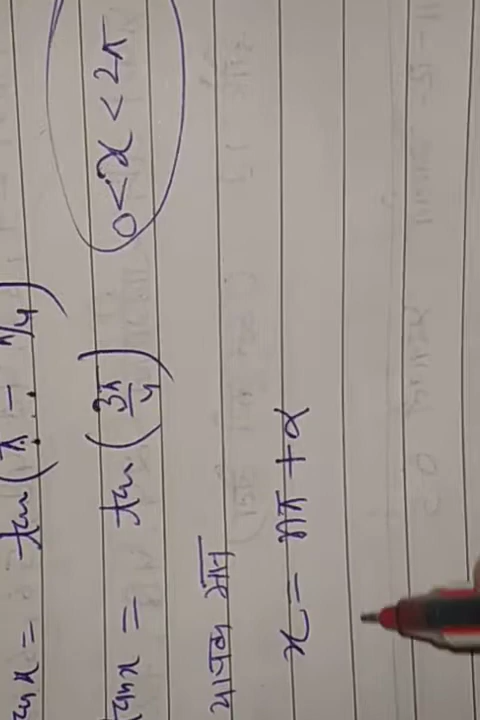 tan x = tan(π - π/4)
tan x = tan(3π/4) 0<x<2π
व्यापक मान
x = nπ+α